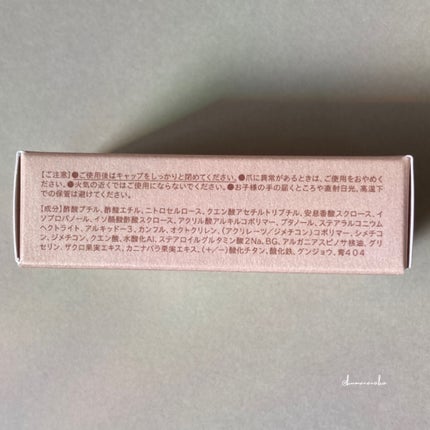 【ご注意】●ご使用後はキャップをしっかりと閉めてください。●爪に異常があるときは、ご使用をおやめく
ださい。●火気の近くではご使用にならないでください。●お子様の手の届くところや直射日光、高温下
での保管は避けてください。
【成分】酢酸ブチル、酢酸エチル、ニトロセルロース、クエン酸アセチルトリブチル、安息香酸スクロース、イ
ソプロパノール、イソ酪酸酢酸スクロース、アクリル酸アルキルコポリマー、ブタノール、ステアラルコニウム
ヘクトライト、アルキッドー3、カンフル、オクトクリレン、(アクリレーツ/ジメチコン)コポリマー、シメチコ
ン、ジメチコン、クエン酸、水酸化Al、ステアロイルグルタミン酸2Na、BG、アルガニアスピノサ核油、グリ
セリン、ザクロ果実エキス、カニナバラ果実エキス、(+/-)酸化チタン、酸化鉄、グンジョウ、青404